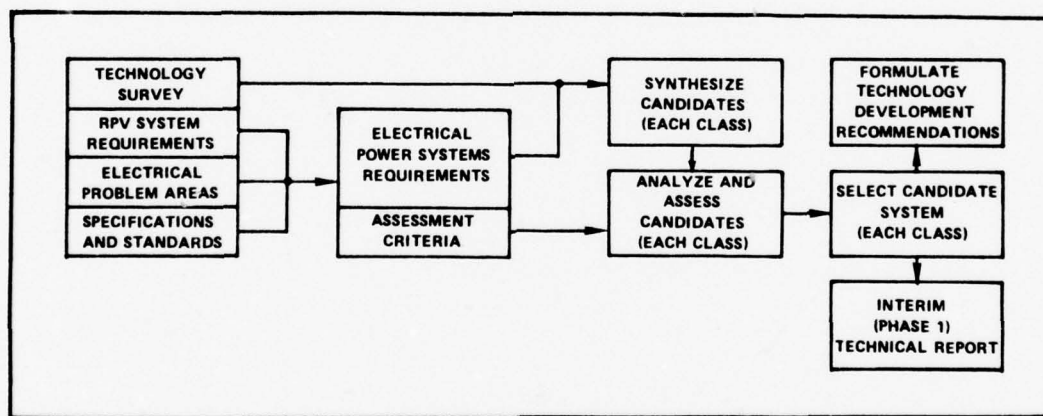 TECHNOLOGY
SURVEY
RPV SYSTEM
REQUIREMENTS
ELECTRICAL
PROBLEM AREAS
SPECIFICATIONS
AND STANDARDS
ELECTRICAL
POWER SYSTEMS
REQUIREMENTS
ASSESSMENT
CRITERIA
SYNTHESIZE
CANDIDATES
(EACH CLASS)
ANALYZE AND
ASSESS
CANDIDATES
(EACH CLASS)
FORMULATE
TECHNOLOGY
DEVELOPMENT
RECOMMENDATIONS
SELECT CANDIDATE
SYSTEM
(EACH CLASS)
INTERIM
(PHASE 1)
TECHNICAL REPORT